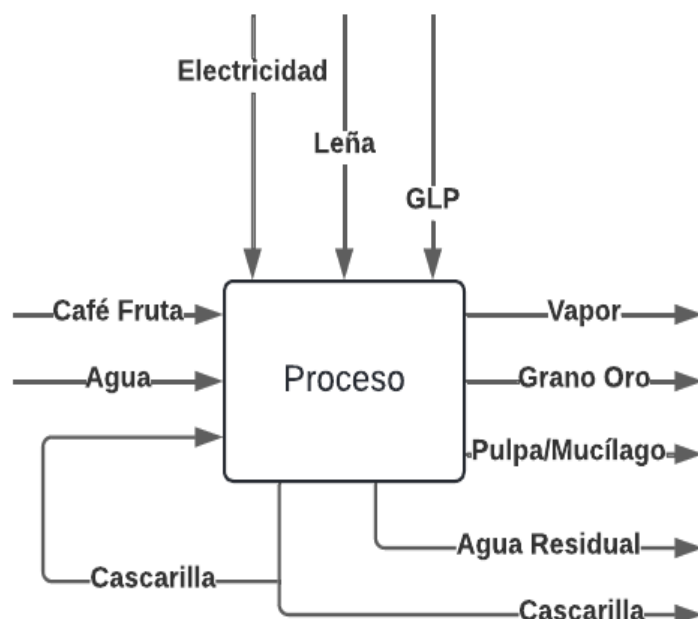 Electricidad
Leña
GLP
Café Fruta
Vapor
Agua
Proceso
Grano Oro
Pulpa/Mucílago
Agua Residual
Cascarilla
Cascarilla